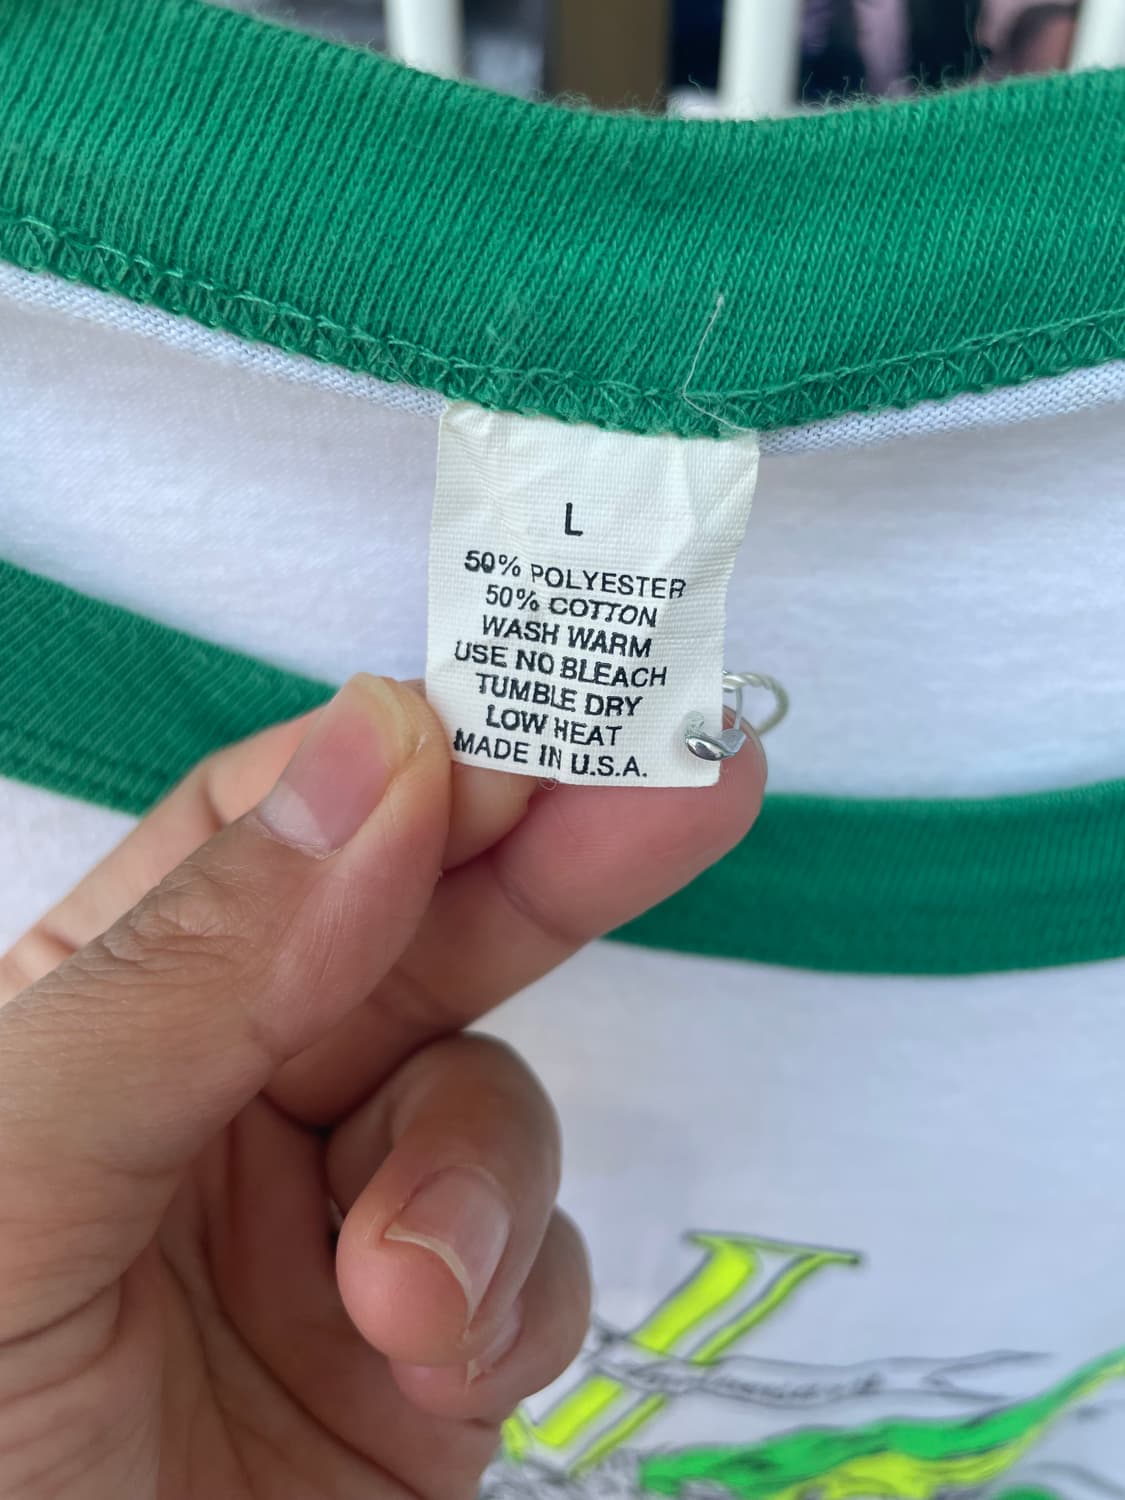 L
50% POLYESTER
50% COTTON
WASH WARM
USE NO BLEACH
TUMBLE DRY
LOW HEAT
MADE IN U.S.A.